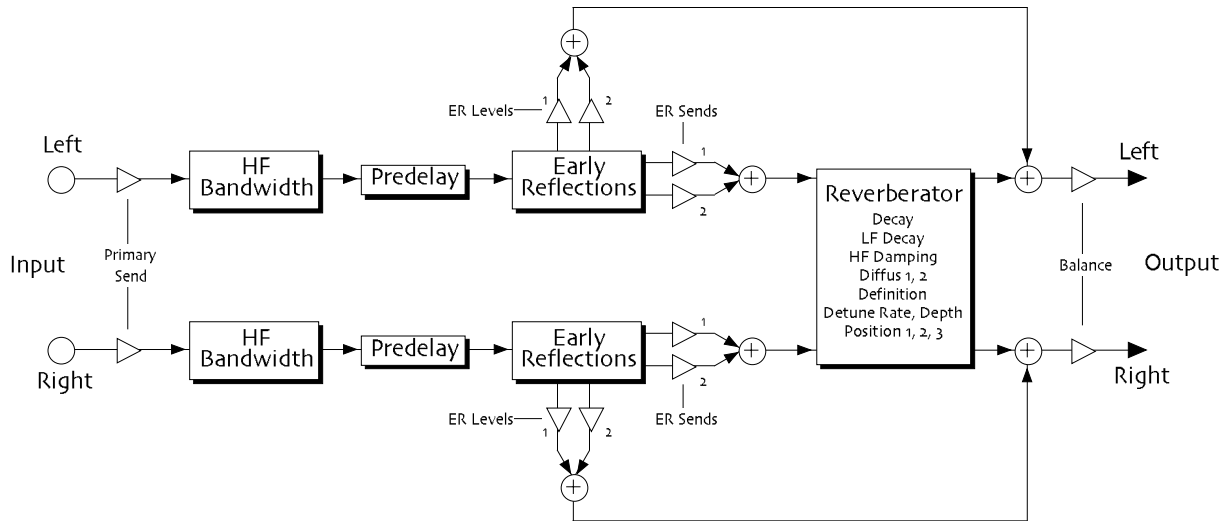 1
2
ER Levels
ER Sends
Left
HF
Bandwidth
Predelay
Early
Reflections
1
2
Reverberator
Decay
LF Decay
HF Damping
Diffus 1, 2
Definition
Detune Rate, Depth
Position 1, 2, 3
Left
Input
Primary
Send
Balance
Output
Right
HF
Bandwidth
Predelay
Early
Reflections
1
2
Right
ER Levels
ER Sends
1
2